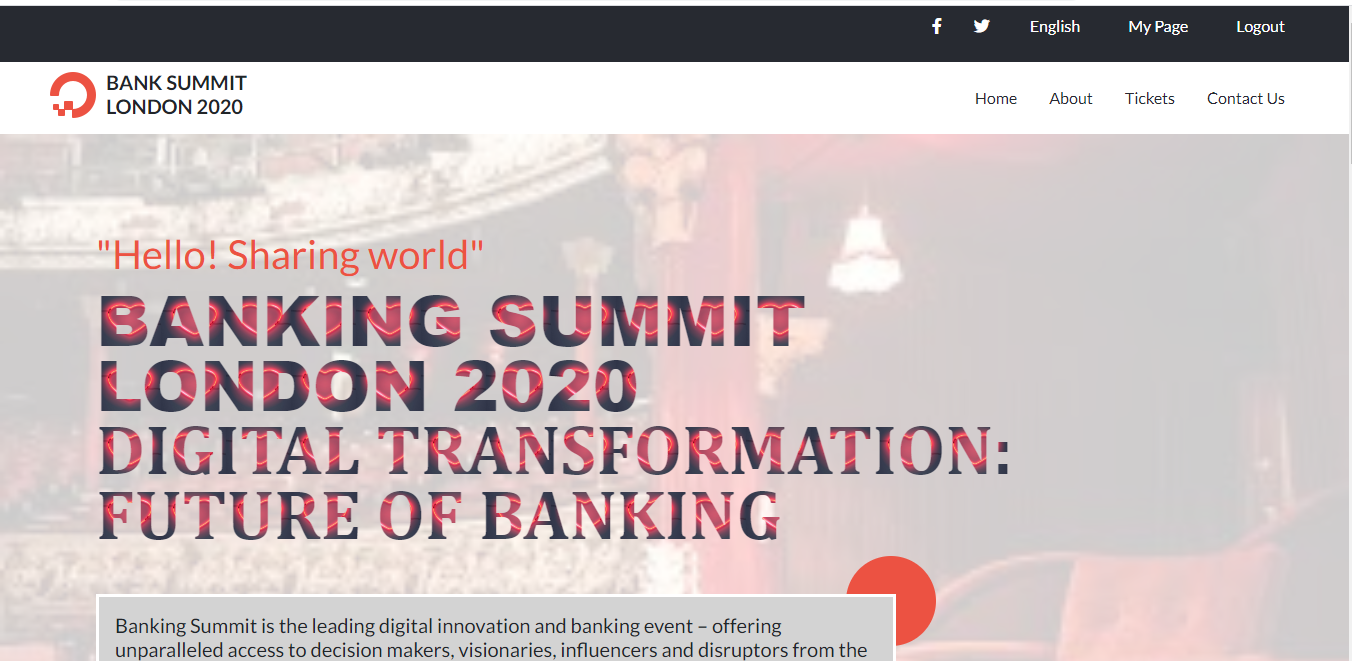 English My Page Logout
BANK SUMMIT
LONDON 2020
Home About Tickets Contact Us
"Hello! Sharing world"
BANKING SUMMIT
LONDON 2020
DIGITAL TRANSFORMATION:
FUTURE OF BANKING
Banking Summit is the leading digital innovation and banking event – offering
unparalleled access to decision makers, visionaries, influencers and disruptors from the